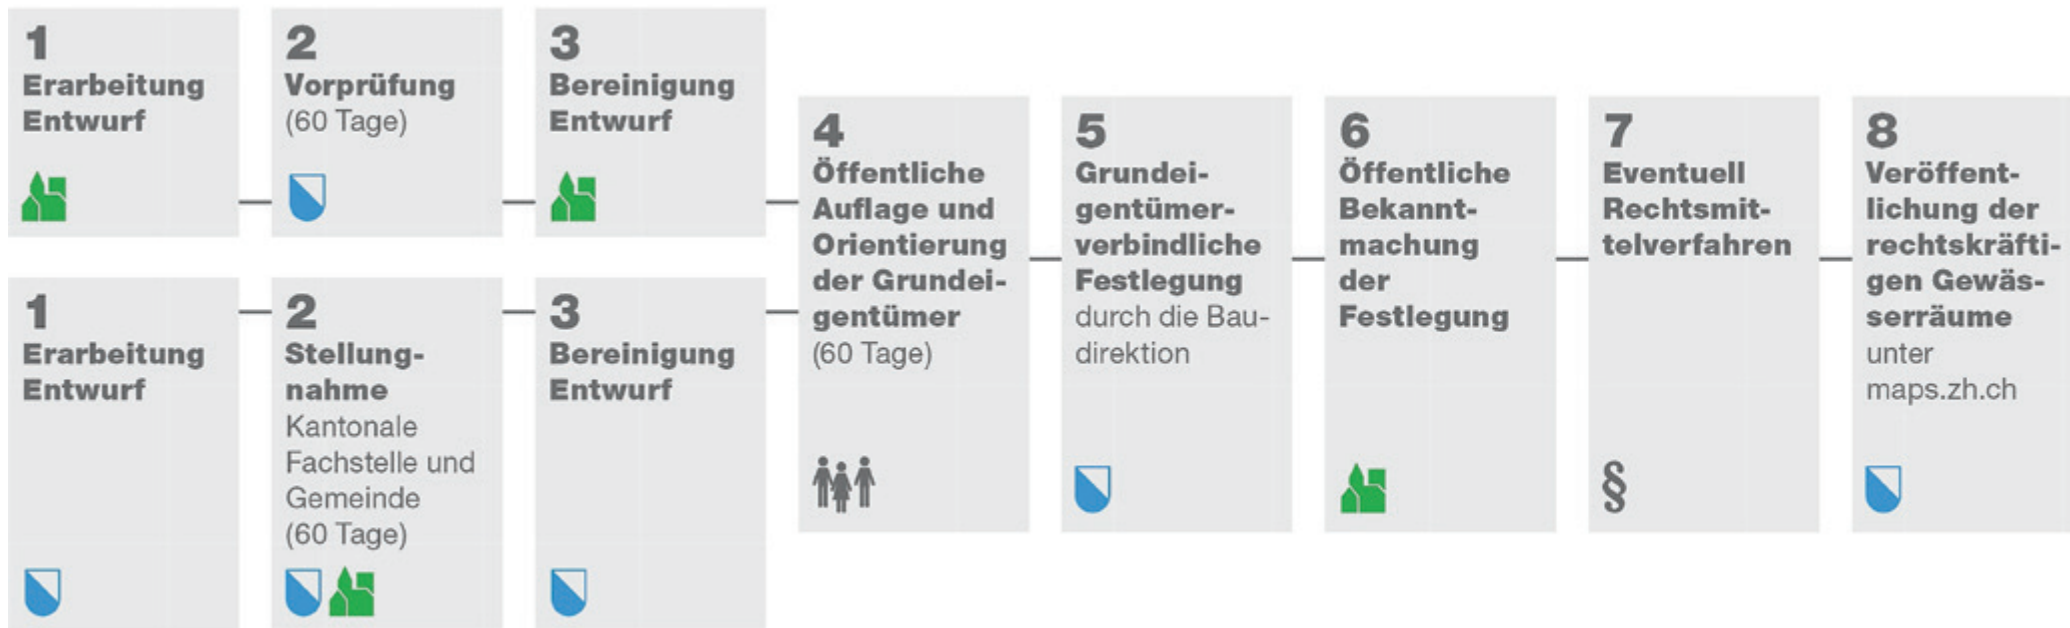 1
Erarbeitung
Entwurf
2
Vorprüfung
(60 Tage)
3
Bereinigung
Entwurf
1
Erarbeitung
Entwurf
2
Stellung-
nahme
Kantonale
Fachstelle und
Gemeinde
(60 Tage)
3
Bereinigung
Entwurf
4
Öffentliche
Auflage und
Orientierung
der Grundei-
gentümer
(60 Tage)
5
Grundei-
gentümer-
verbindliche
Festlegung
durch die Bau-
direktion
6
Öffentliche
Bekannt-
machung
der
Festlegung
7
Eventuell
Rechtsmit-
telverfahren
§
8
Veröffent-
lichung der
rechtskräfti-
gen Gewäs-
serräume
unter
maps.zh.ch